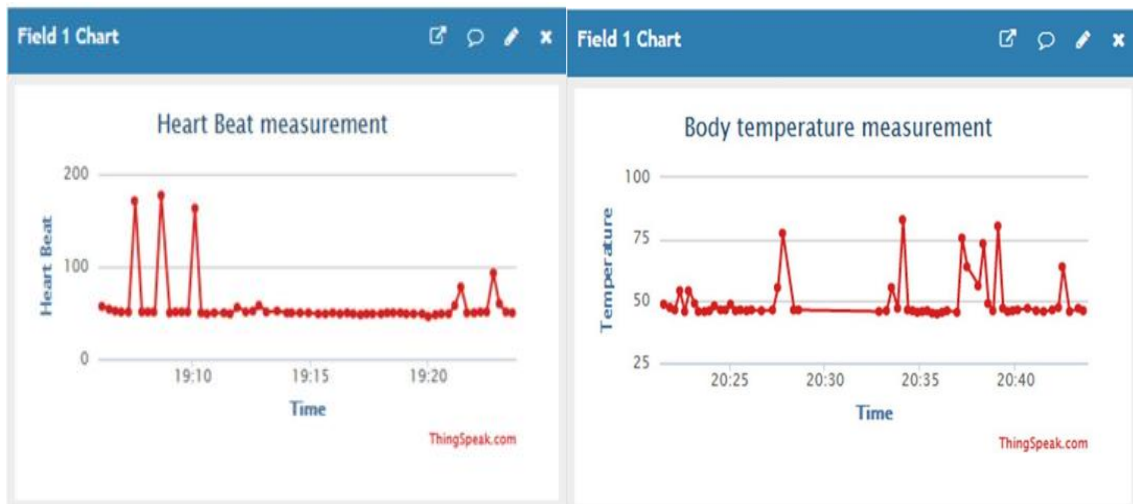 Field 1 Chart
Heart Beat measurement
200
100
0
Heart Beat
19:10 19:15 19:20
Time
ThingSpeak.com
Field 1 Chart
Body temperature measurement
100
75
50
25
Temperature
20:25 20:30 20:35 20:40
Time
ThingSpeak.com